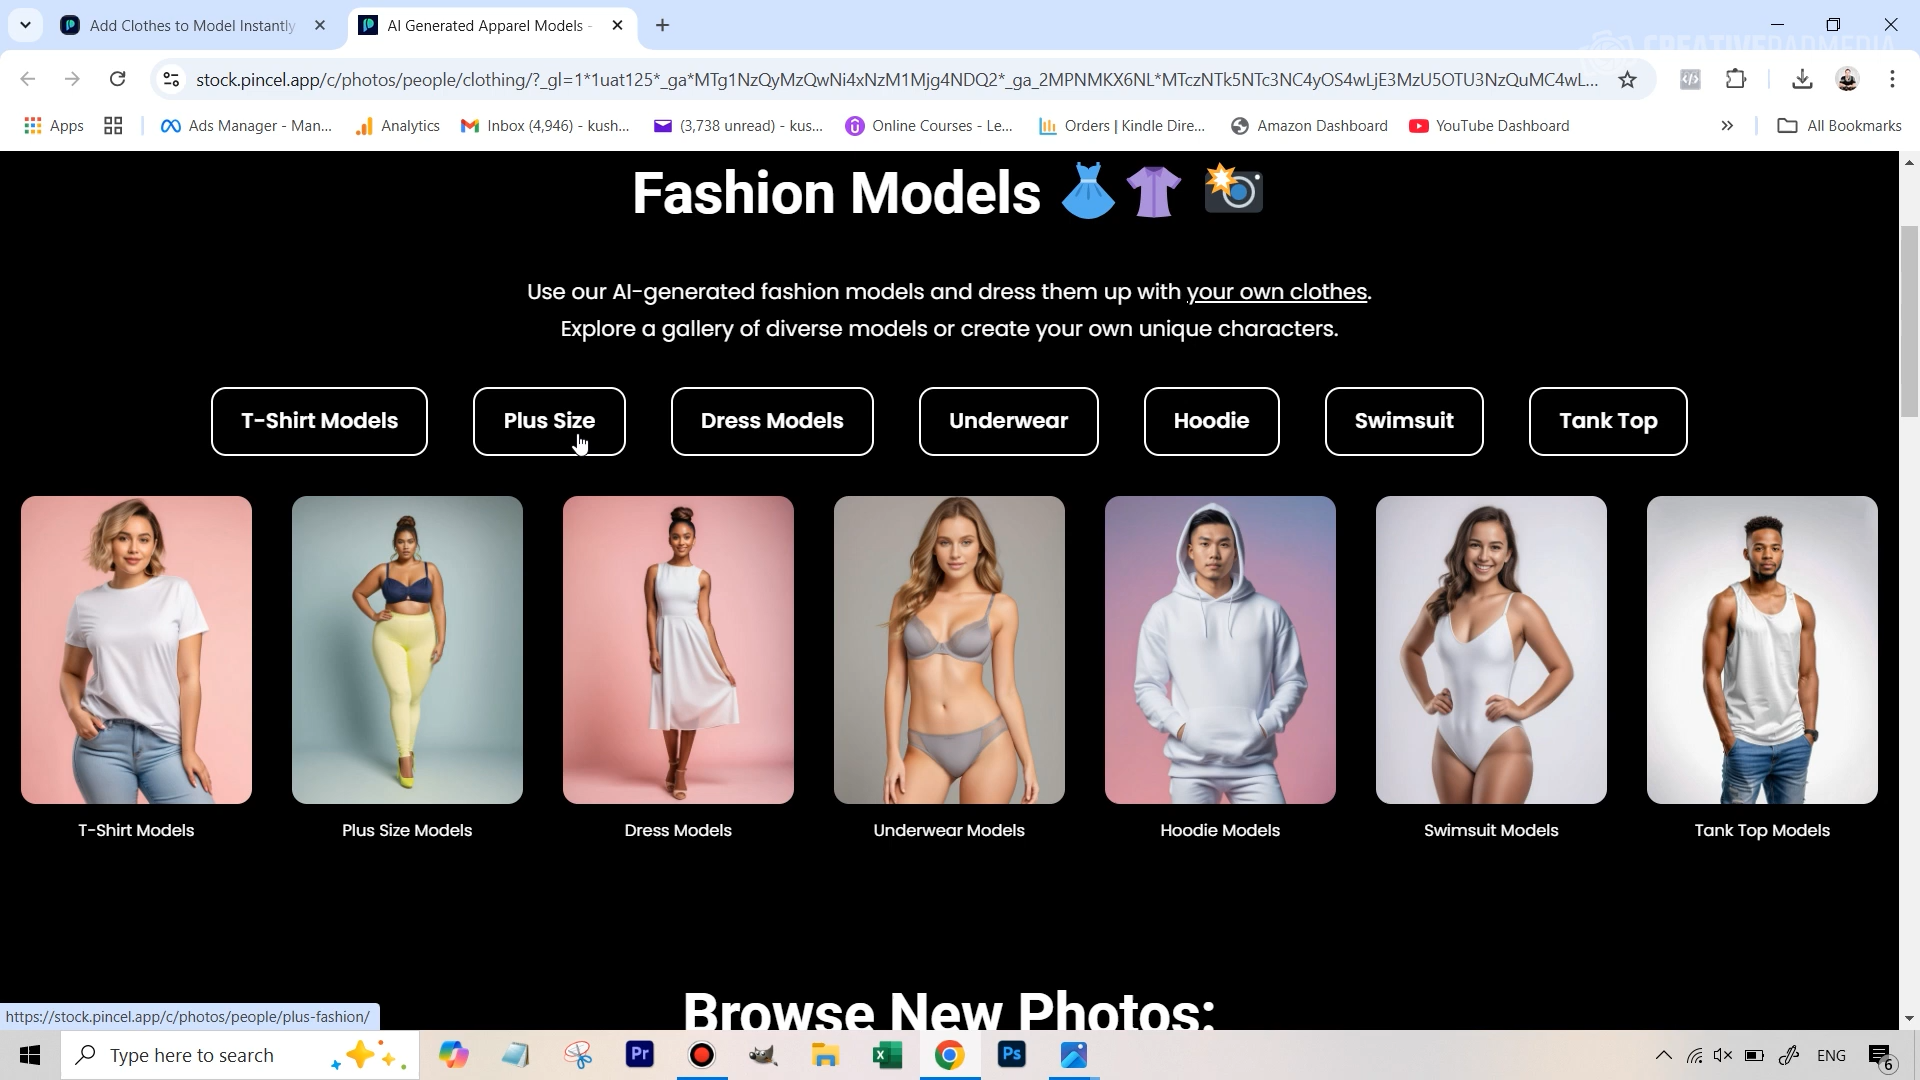 Add Clothes to Model Instantly
AI Generated Apparel Models -
CREATIVEPADMEDIA
stock.pincel.app/c/photos/people/clothing/?_gl=1*1uat125*_ga*MTg1NzQyMzQwNi4xNzM1Mjg4NDQ2*_ga_2MPNMKX6NL*MTczNTk5NTc3NC4yOS4wLjE3MzU5OTU3NzQuMC4wL...
Apps
Ads Manager - Man...
Analytics
Inbox (4,946) - kush...
(3,738 unread) - kus...
Online Courses - Le...
Orders | Kindle Dire...
Amazon Dashboard
YouTube Dashboard
All Bookmarks
Fashion Models
Use our AI-generated fashion models and dress them up with your own clothes.
Explore a gallery of diverse models or create your own unique characters.
T-Shirt Models
Plus Size
Dress Models
Underwear
Hoodie
Swimsuit
Tank Top
T-Shirt Models
Plus Size Models
Dress Models
Underwear Models
Hoodie Models
Swimsuit Models
Tank Top Models
Browse New Photos:
https://stock.pincel.app/c/photos/people/plus-fashion/
Type here to search
Pr
Ps
ENG
6